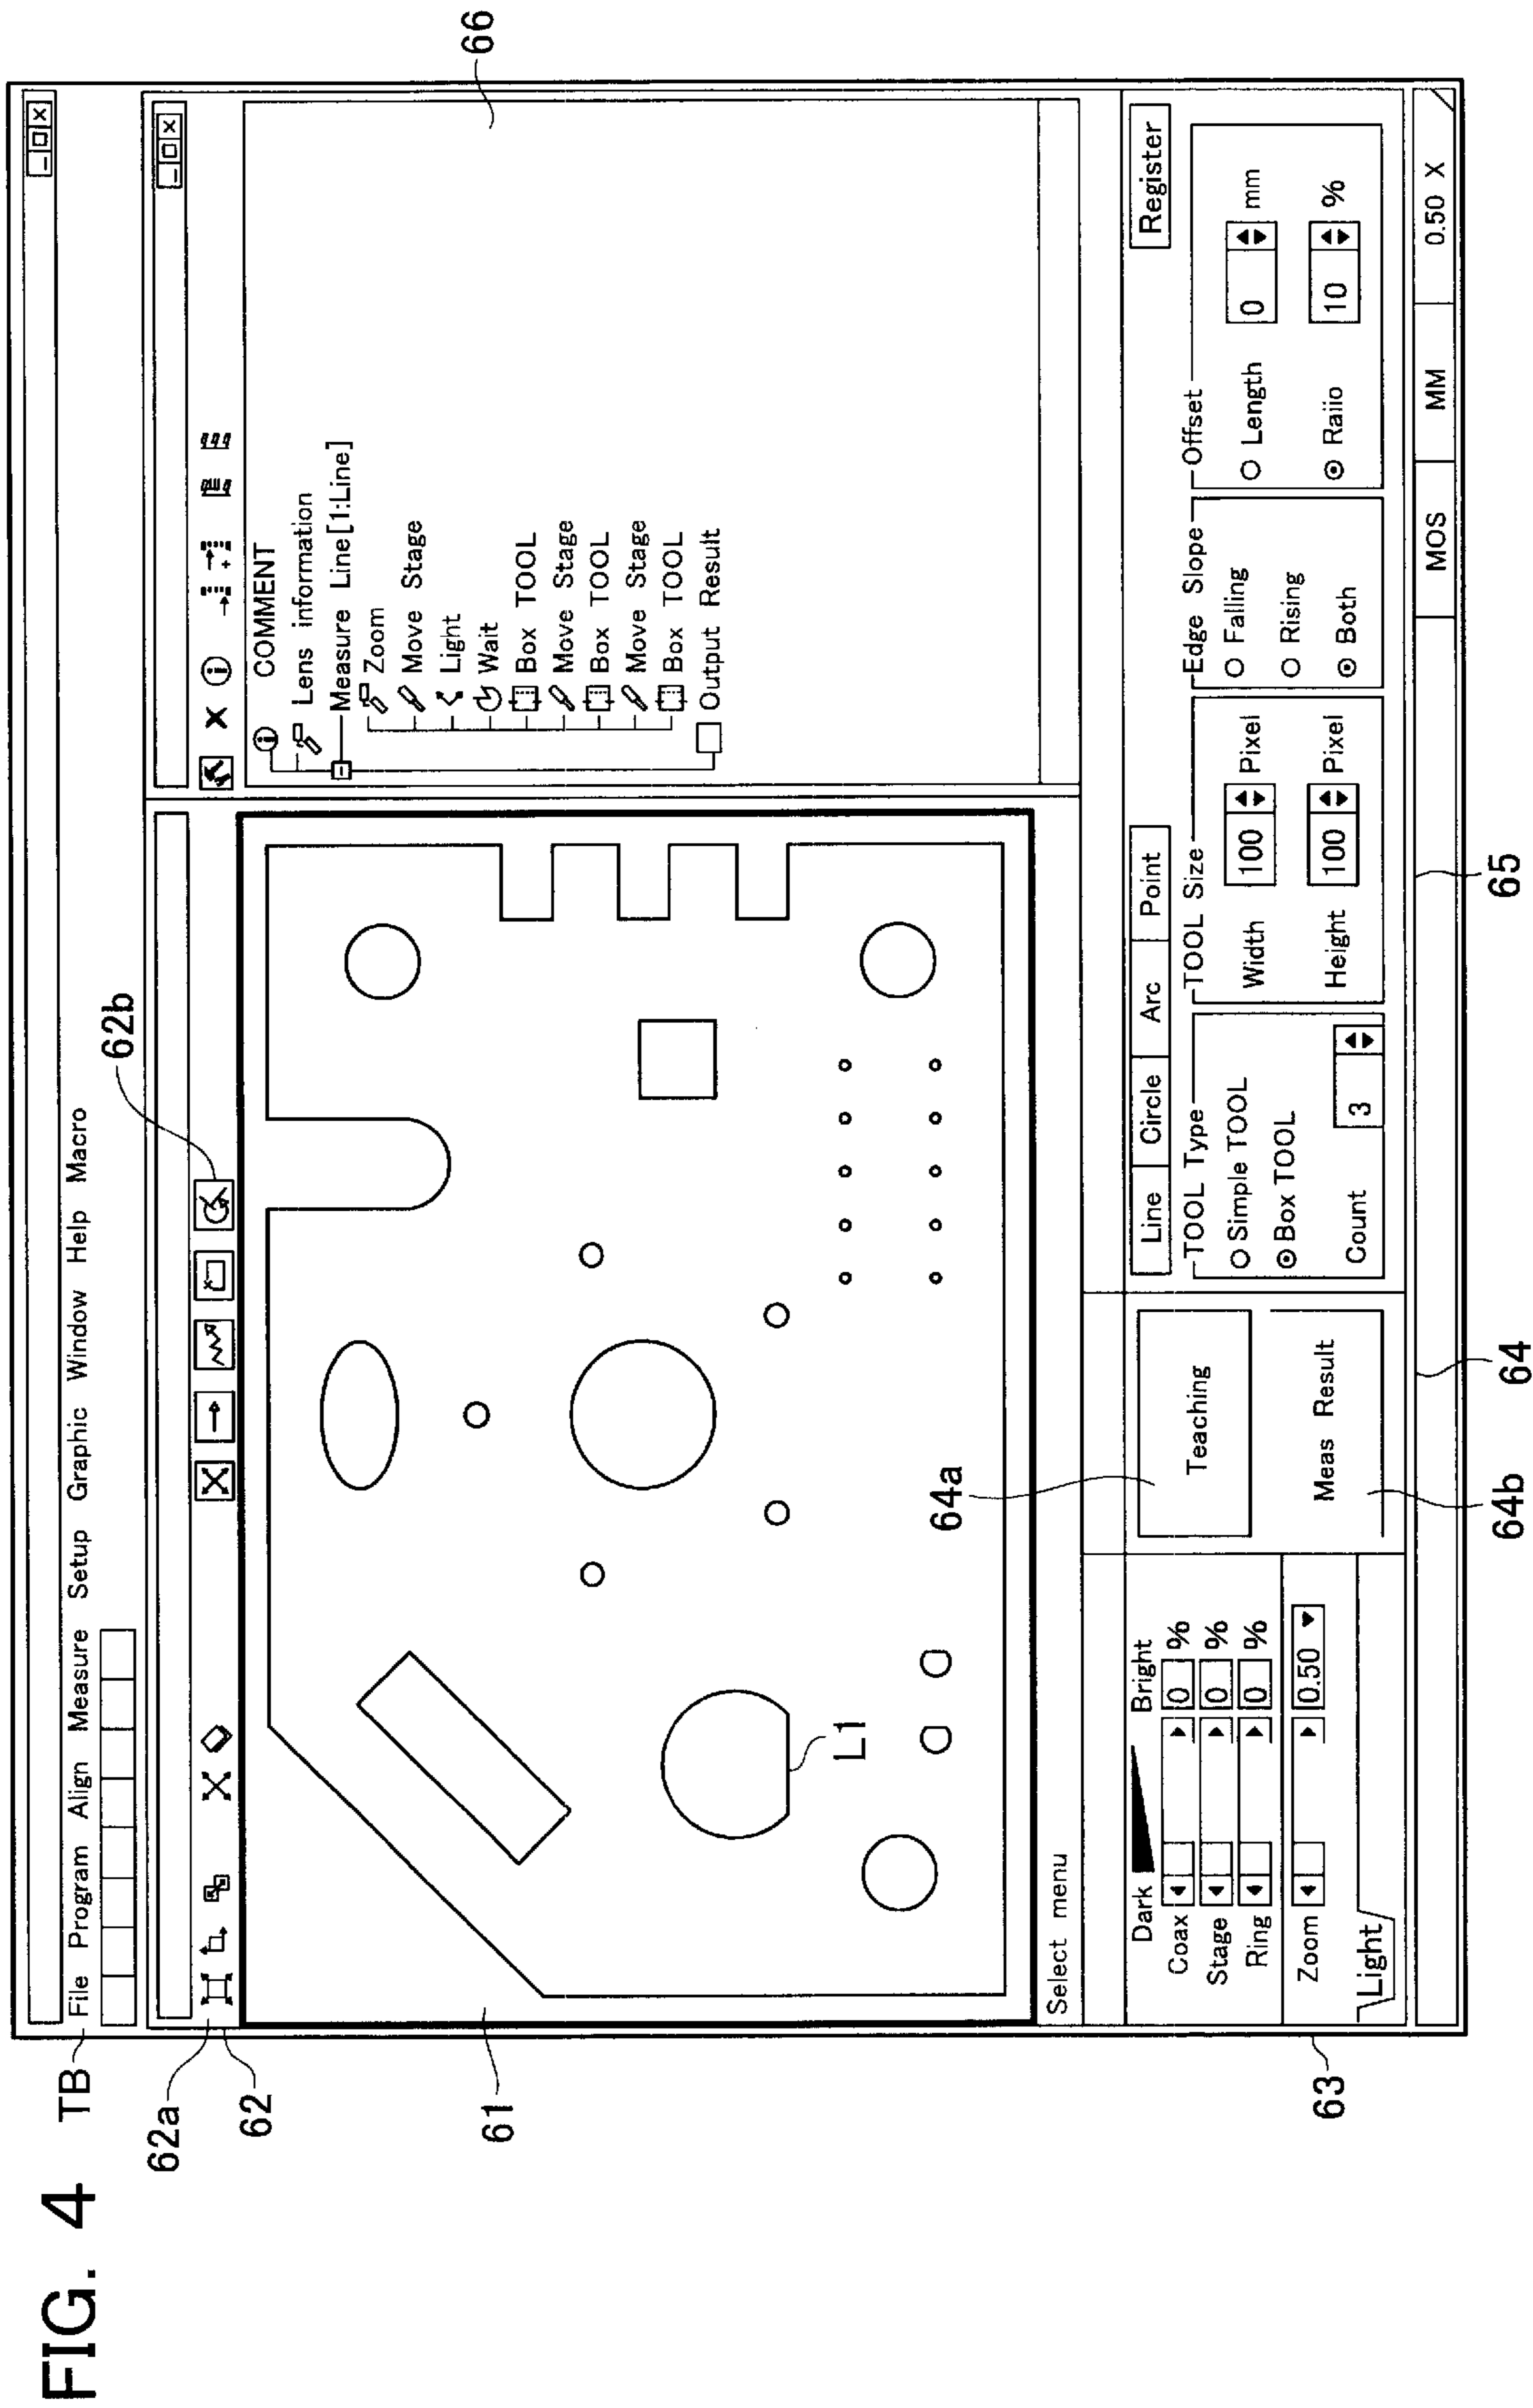 FIG. 4
TB
File Program Align Measure Setup Graphic Window Help Macro
62a
62
62b
61
66
COMMENT
Lens information
Measure Line[1:Line]
Zoom
Move Stage
Light
Wait
Box TOOL
Move Stage
Box TOOL
Move Stage
Box TOOL
Output Result
L1
Select menu
63
Dark Bright
Coax 0 %
Stage 0 %
Ring 0 %
Zoom 0.50
Light
64a
Teaching
Meas Result
64b
64
Line Circle Arc Point
Register
TOOL Type
Simple TOOL
Box TOOL
Count 3
TOOL Size
Width 100 Pixel
Height 100 Pixel
Edge Slope
Falling
Rising
Both
Offset
Length 0 mm
Raiio 10 %
65
MOS MM 0.50 X